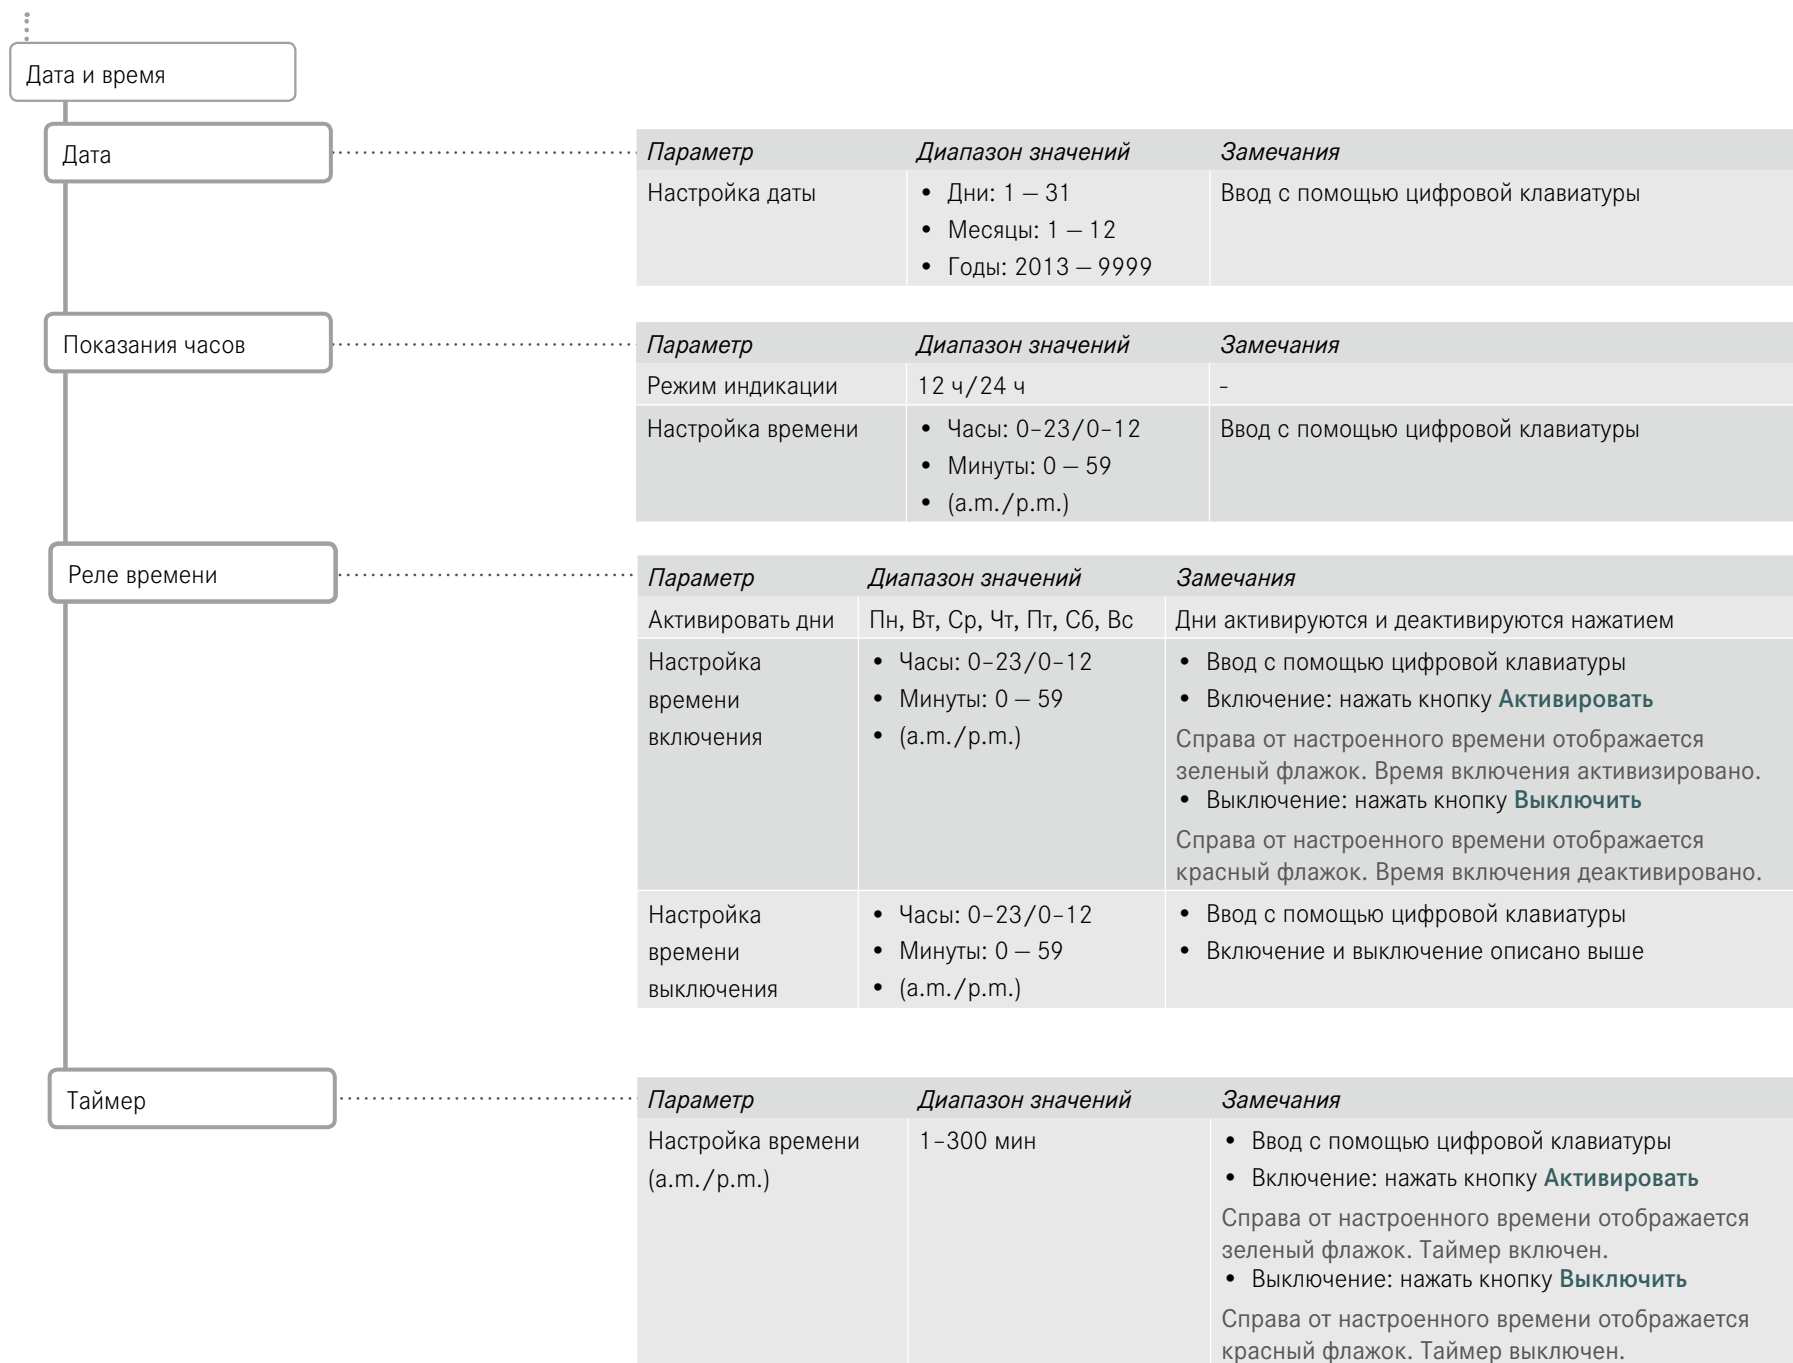 Дата и время
Дата
Параметр Диапазон значений Замечания
Настройка даты • Дни: 1 — 31 Ввод с помощью цифровой клавиатуры
• Месяцы: 1 — 12
• Годы: 2013 — 9999
Показания часов
Параметр Диапазон значений Замечания
Режим индикации 12 ч/24 ч -
Настройка времени • Часы: 0–23/0–12 Ввод с помощью цифровой клавиатуры
• Минуты: 0 — 59
• (a.m./p.m.)
Реле времени
Параметр Диапазон значений Замечания
Активировать дни Пн, Вт, Ср, Чт, Пт, Сб, Вс Дни активируются и деактивируются нажатием
Настройка • Часы: 0–23/0–12 • Ввод с помощью цифровой клавиатуры
времени • Минуты: 0 — 59 • Включение: нажать кнопку Активировать
включения • (a.m./p.m.) Справа от настроенного времени отображается
зеленый флажок. Время включения активизировано.
• Выключение: нажать кнопку Выключить
Справа от настроенного времени отображается
красный флажок. Время включения деактивировано.
Настройка • Часы: 0–23/0–12 • Ввод с помощью цифровой клавиатуры
времени • Минуты: 0 — 59 • Включение и выключение описано выше
выключения • (a.m./p.m.)
Таймер
Параметр Диапазон значений Замечания
Настройка времени 1–300 мин • Ввод с помощью цифровой клавиатуры
(a.m./p.m.) • Включение: нажать кнопку Активировать
Справа от настроенного времени отображается
зеленый флажок. Таймер включен.
• Выключение: нажать кнопку Выключить
Справа от настроенного времени отображается
красный флажок. Таймер выключен.